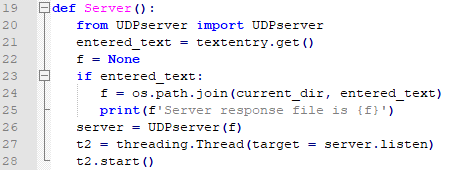 19 def Server():
20 from UDPserver import UDPserver
21 entered_text = textentry.get()
22 f = None
23 if entered_text:
24 f = os.path.join(current_dir, entered_text)
25 print(f'Server response file is {f}')
26 server = UDPserver(f)
27 t2 = threading.Thread(target = server.listen)
28 t2.start()